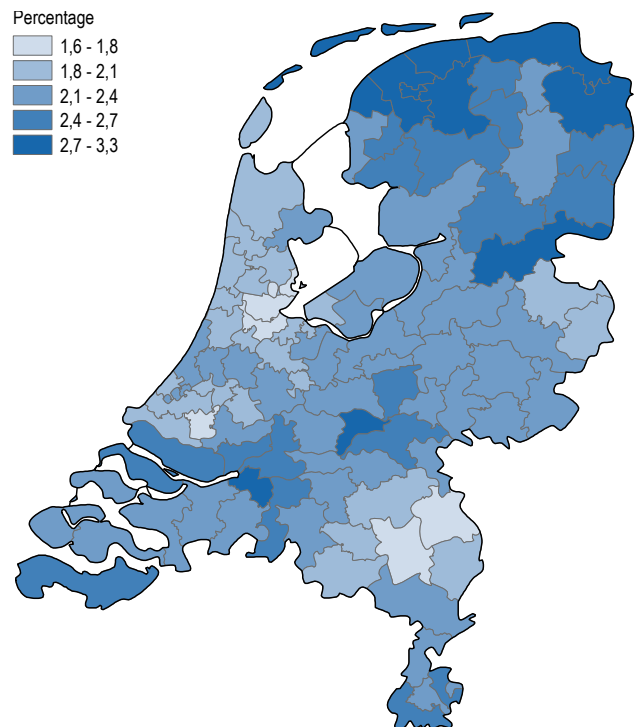 Percentage
1,6 - 1,8
1,8 - 2,1
2,1 - 2,4
2,4 - 2,7
2,7 - 3,3